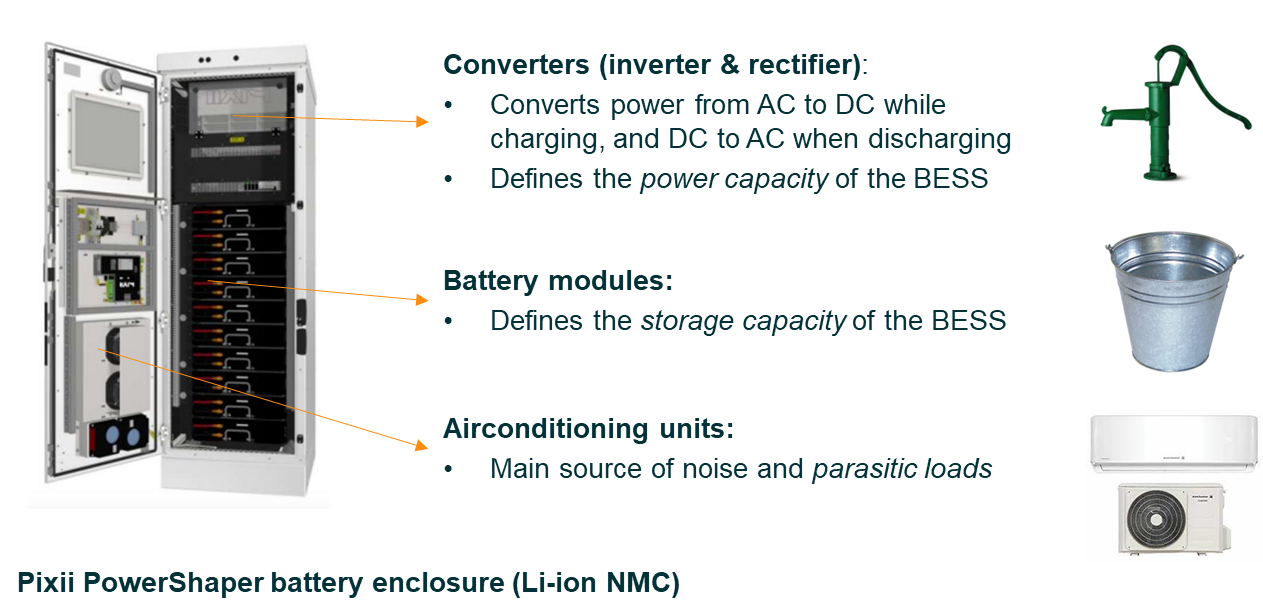 Converters (inverter & rectifier):
• Converts power from AC to DC while
charging, and DC to AC when discharging
• Defines the power capacity of the BESS
Battery modules:
• Defines the storage capacity of the BESS
Airconditioning units:
• Main source of noise and parasitic loads
Pixii PowerShaper battery enclosure (Li-ion NMC)